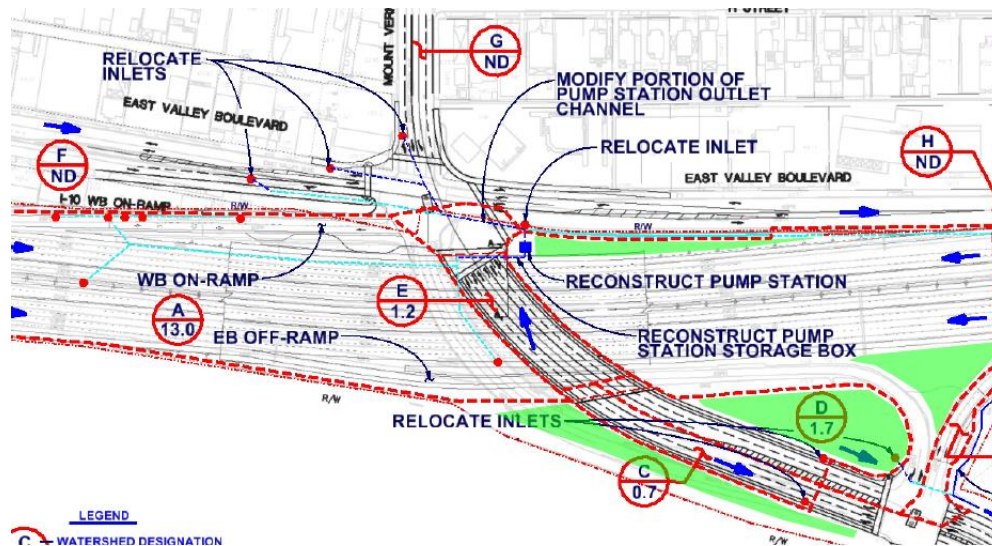 G
ND
RELOCATE
INLETS
MOUNT VER
MODIFY PORTION OF
PUMP STATION OUTLET
CHANNEL
EAST VALLEY BOULEVARD
RELOCATE INLET
H
ND
F
ND
EAST VALLEY BOULEVARD
I-10 WB ON-RAMP
R/W
R/W
WB ON-RAMP
RECONSTRUCT PUMP STATION
E
1.2
A
13.0
EB OFF-RAMP
RECONSTRUCT PUMP
STATION STORAGE BOX
R/W
RELOCATE INLETS
D
1.7
C
0.7
LEGEND
C
WATERSHED DESIGNATION
R/W